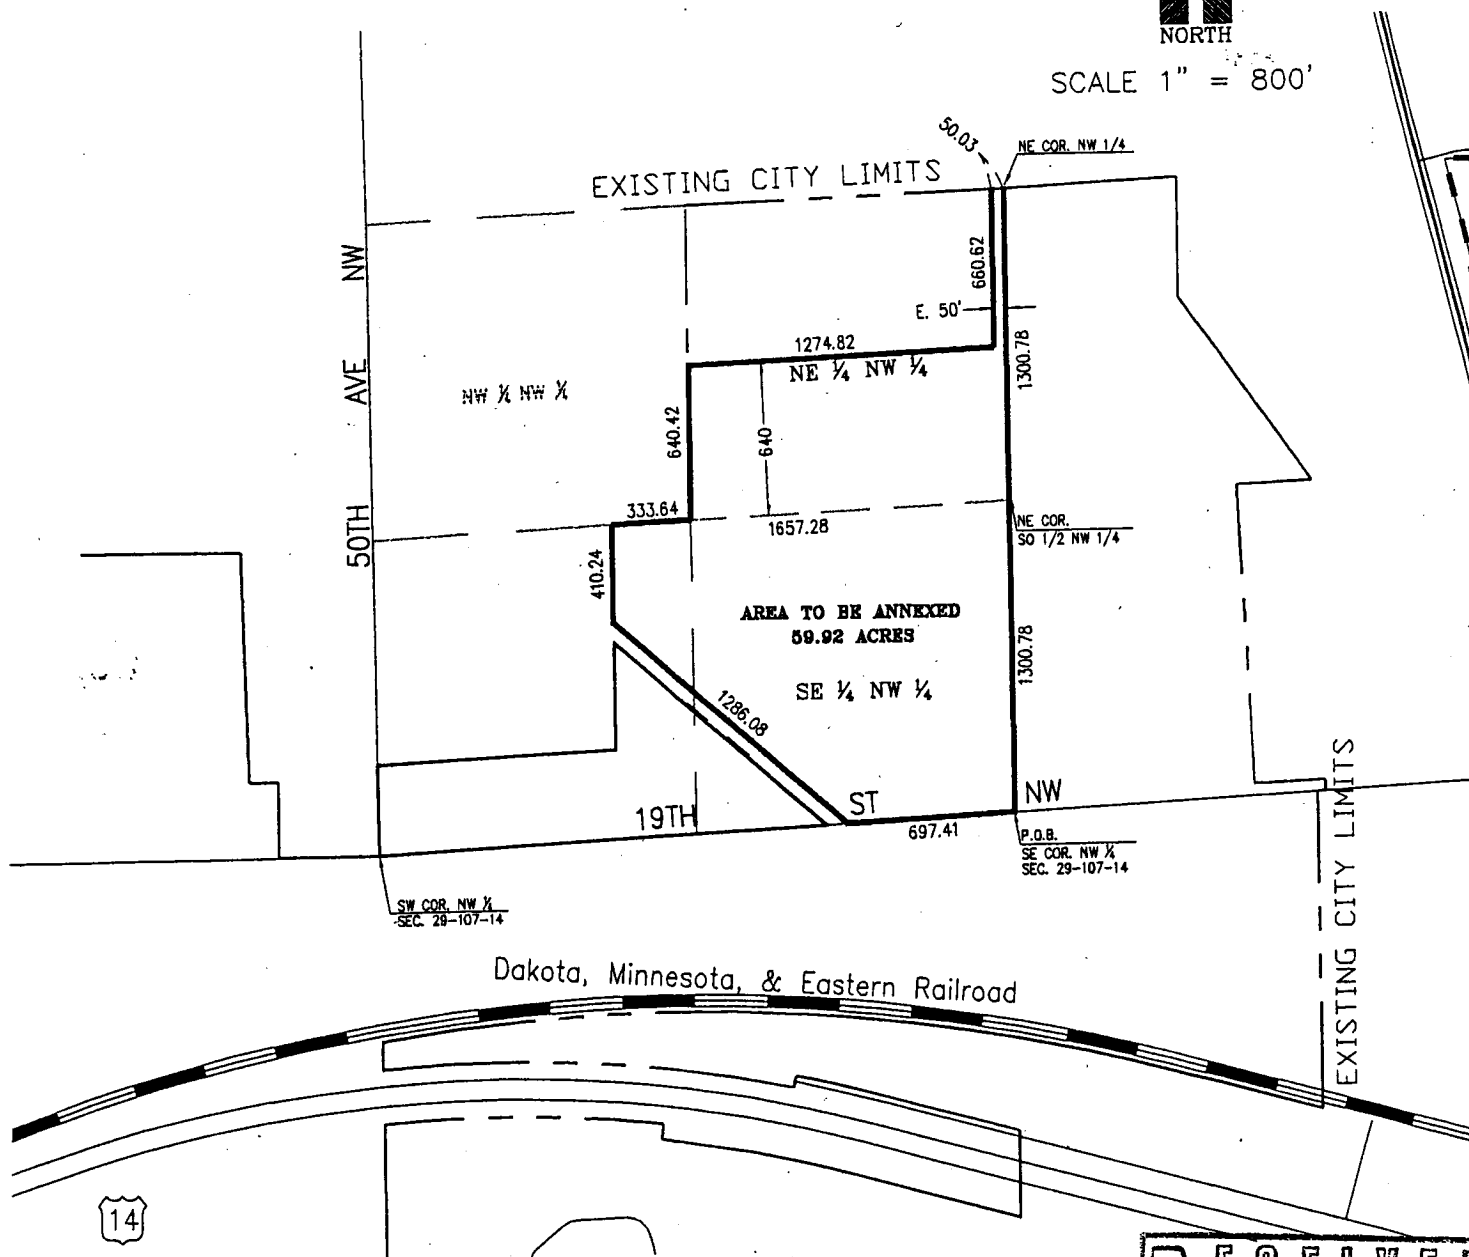 NORTH
SCALE 1" = 800'
50.03
NE COR. NW 1/4
EXISTING CITY LIMITS
660.62
E. 50'
1274.82
NE ¼ NW ¼
1300.78
50TH AVE NW
NW ¼ NW ¼
640.42
640
333.64
1657.28
NE COR.
SO 1/2 NW 1/4
410.24
AREA TO BE ANNEXED
59.92 ACRES
SE ¼ NW ¼
1300.78
1286.08
19TH ST NW
697.41
P.O.B.
SE COR. NW ¼
SEC. 29-107-14
SW COR. NW ¼
SEC. 29-107-14
EXISTING CITY LIMITS
Dakota, Minnesota, & Eastern Railroad
14